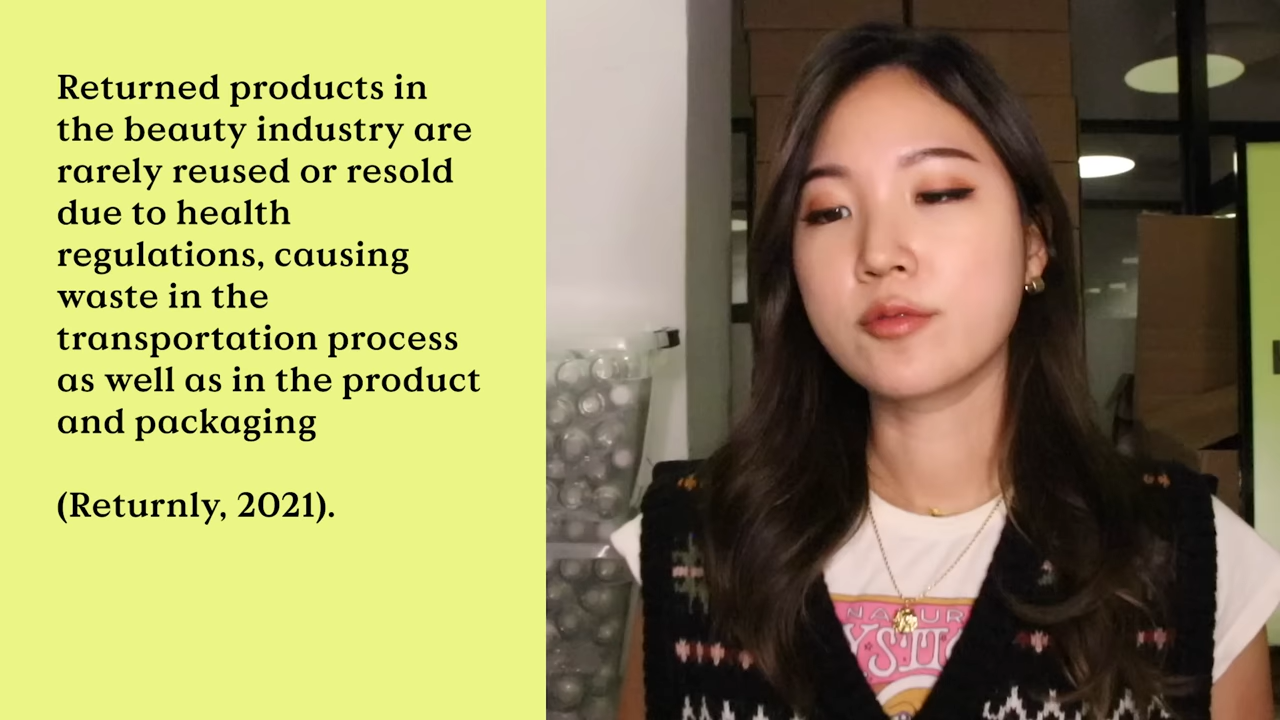 Returned products in
the beauty industry are
rarely reused or resold
due to health
regulations, causing
waste in the
transportation process
as well as in the product
and packaging
(Returnly, 2021).
NATUR